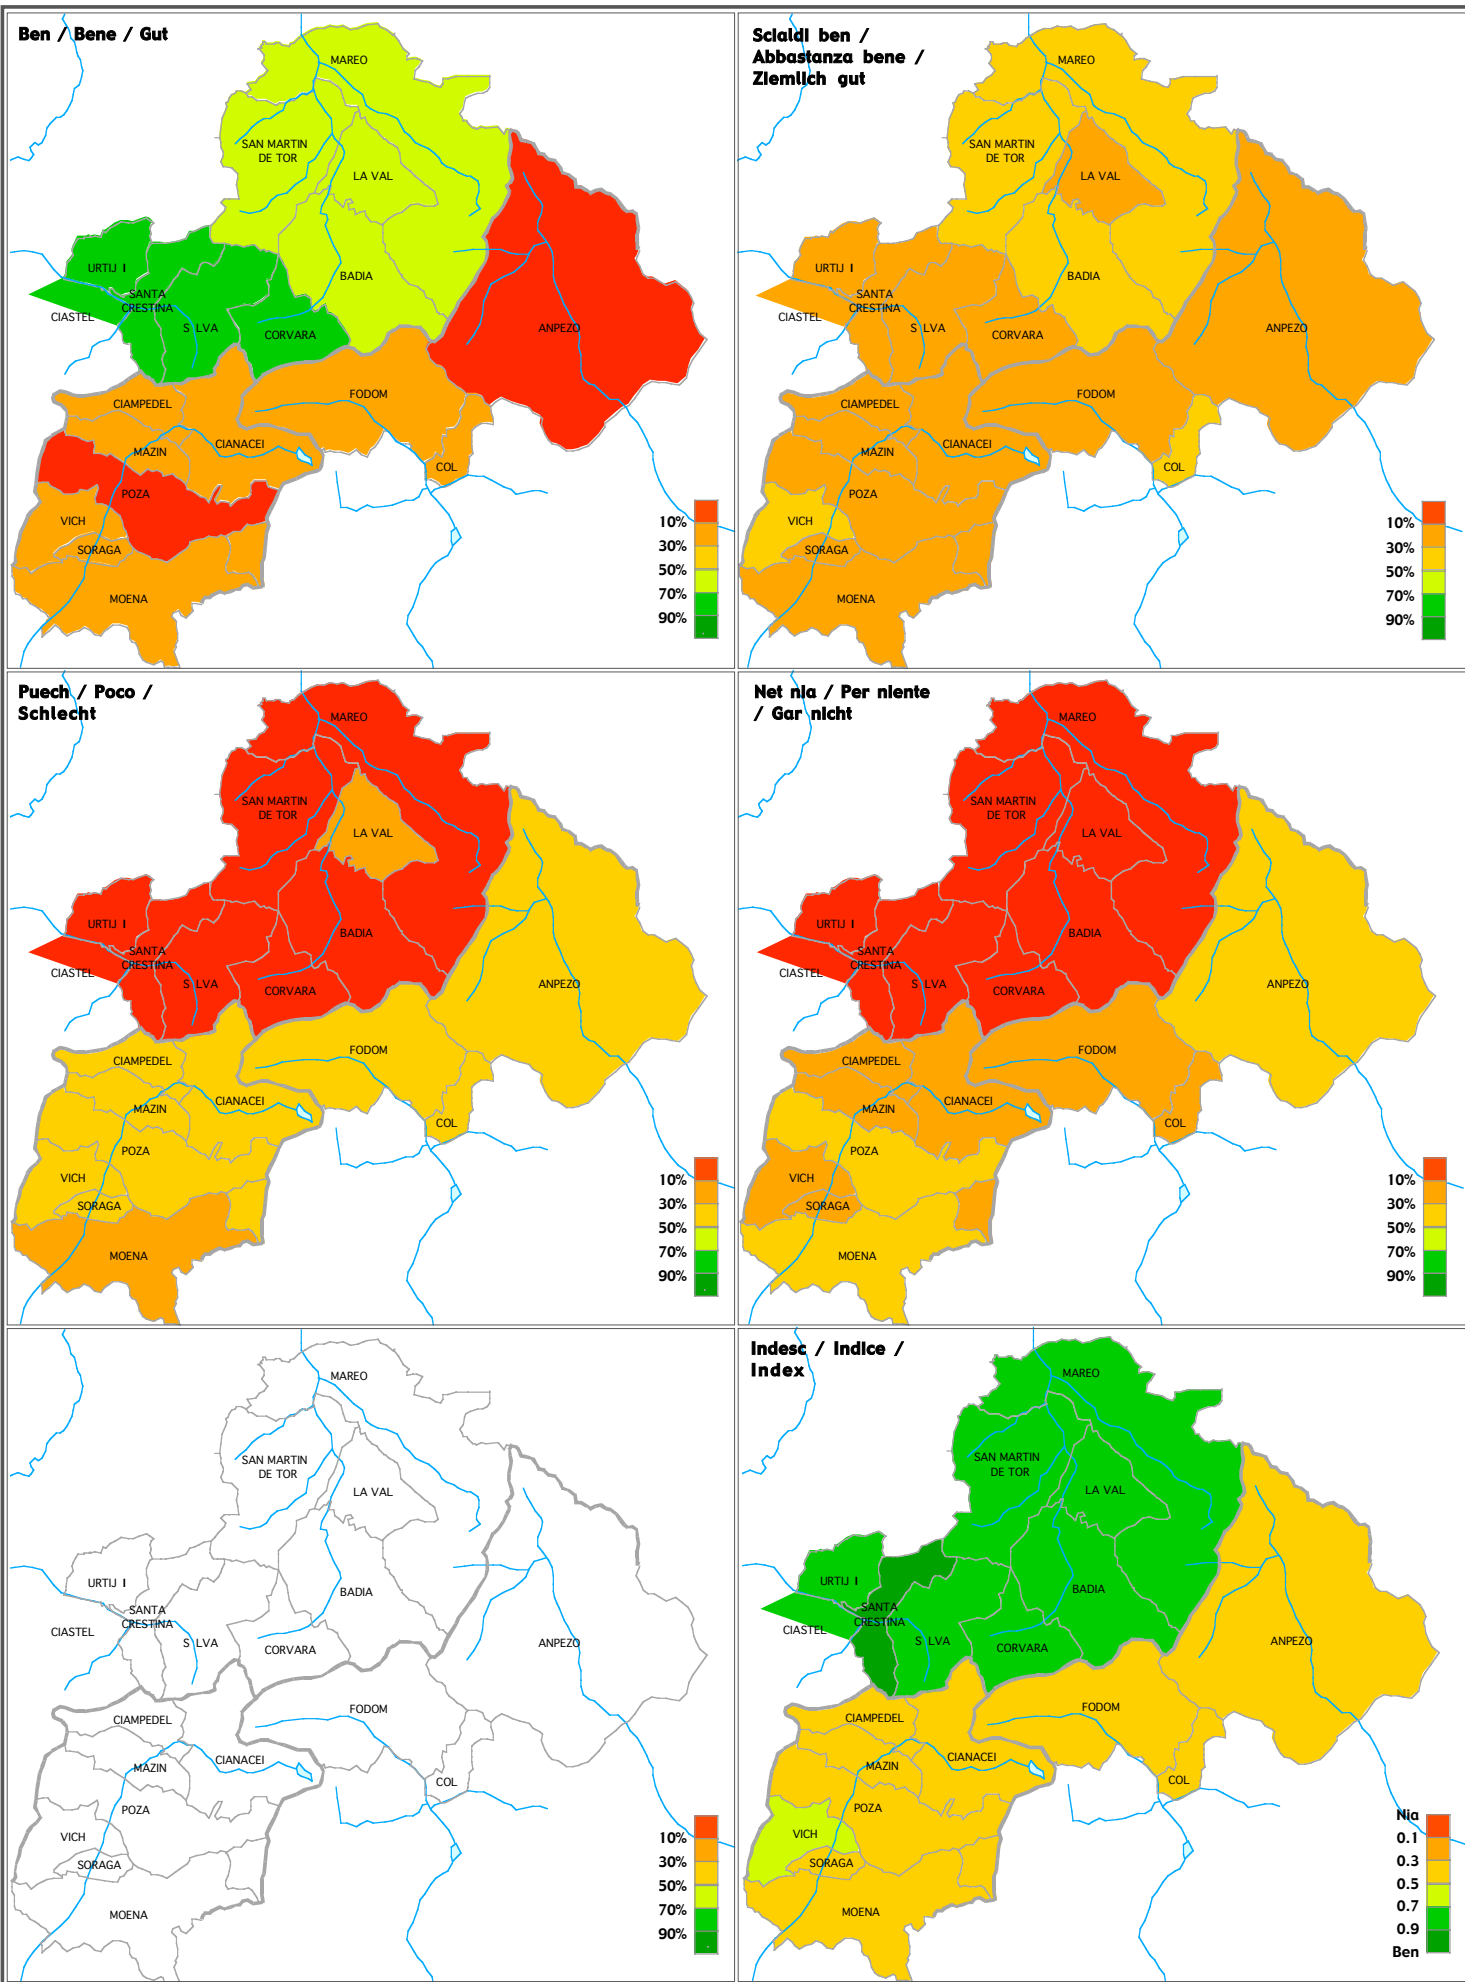 Ben / Bene / Gut
MAREO
SAN MARTIN
DE TOR
LA VAL
BADIA
URTIJ I
SANTA
CRESTINA
CIASTEL
S LVA
CORVARA
ANPEZO
FODOM
CIAMPEDEL
CIANACEI
MAZIN
COL
POZA
VICH
SORAGA
MOENA
10%
30%
50%
70%
90%
Scialdi ben /
Abbastanza bene /
Ziemlich gut
MAREO
SAN MARTIN
DE TOR
LA VAL
BADIA
URTIJ I
SANTA
CRESTINA
CIASTEL
S LVA
CORVARA
ANPEZO
FODOM
CIAMPEDEL
CIANACEI
MAZIN
COL
POZA
VICH
SORAGA
MOENA
10%
30%
50%
70%
90%
Puech / Poco /
Schlecht
MAREO
SAN MARTIN
DE TOR
LA VAL
BADIA
URTIJ I
SANTA
CRESTINA
CIASTEL
S LVA
CORVARA
ANPEZO
FODOM
CIAMPEDEL
CIANACEI
MAZIN
COL
POZA
VICH
SORAGA
MOENA
10%
30%
50%
70%
90%
Net nia / Per niente
/ Gar nicht
MAREO
SAN MARTIN
DE TOR
LA VAL
BADIA
URTIJ I
SANTA
CRESTINA
CIASTEL
S LVA
CORVARA
ANPEZO
FODOM
CIAMPEDEL
CIANACEI
MAZIN
COL
POZA
VICH
SORAGA
MOENA
10%
30%
50%
70%
90%
MAREO
SAN MARTIN
DE TOR
LA VAL
BADIA
URTIJ I
SANTA
CRESTINA
CIASTEL
S LVA
CORVARA
ANPEZO
FODOM
CIAMPEDEL
CIANACEI
MAZIN
COL
POZA
VICH
SORAGA
MOENA
10%
30%
50%
70%
90%
Indesc / Indice /
Index
MAREO
SAN MARTIN
DE TOR
LA VAL
BADIA
URTIJ I
SANTA
CRESTINA
CIASTEL
S LVA
CORVARA
ANPEZO
FODOM
CIAMPEDEL
CIANACEI
MAZIN
COL
POZA
VICH
SORAGA
MOENA
Nia
0.1
0.3
0.5
0.7
0.9
Ben